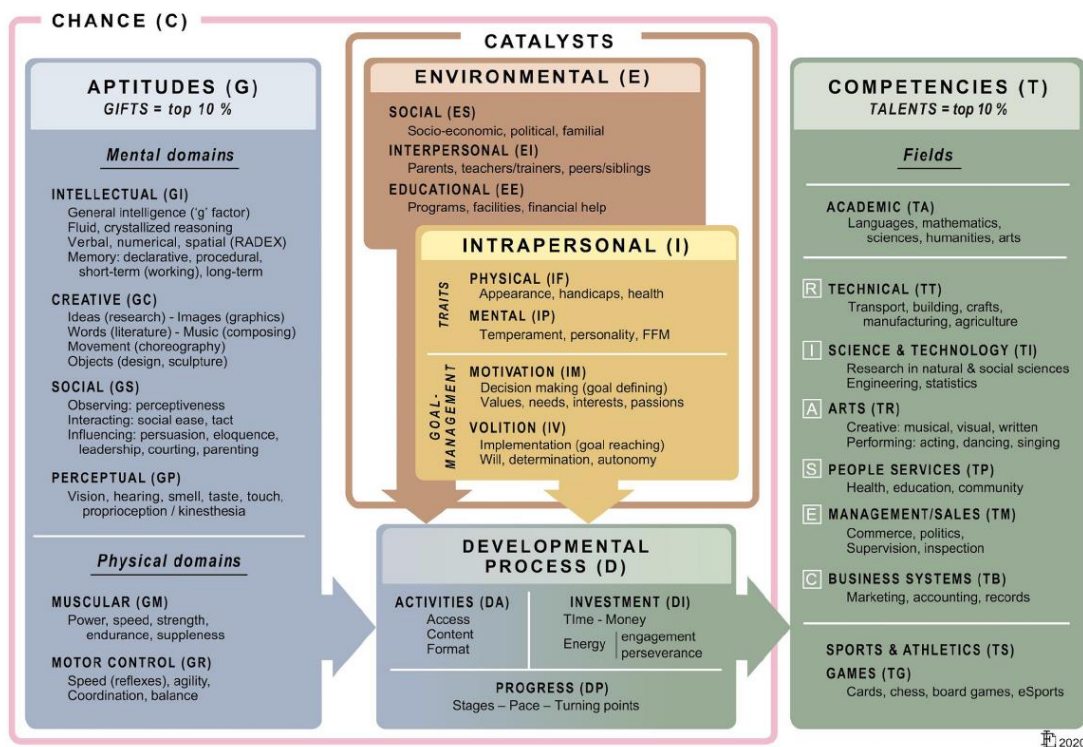 CHANCE (C)
APTITUDES (G)
GIFTS = top 10 %
Mental domains
INTELLECTUAL (GI)
General intelligence (‘g’ factor)
Fluid, crystallized reasoning
Verbal, numerical, spatial (RADEX)
Memory: declarative, procedural,
short-term (working), long-term
CREATIVE (GC)
Ideas (research) - Images (graphics)
Words (literature) - Music (composing)
Movement (choreography)
Objects (design, sculpture)
SOCIAL (GS)
Observing: perceptiveness
Interacting: social ease, tact
Influencing: persuasion, eloquence,
leadership, courting, parenting
PERCEPTUAL (GP)
Vision, hearing, smell, taste, touch,
proprioception / kinesthesia
Physical domains
MUSCULAR (GM)
Power, speed, strength,
endurance, suppleness
MOTOR CONTROL (GR)
Speed (reflexes), agility,
Coordination, balance
CATALYSTS
ENVIRONMENTAL (E)
SOCIAL (ES)
Socio-economic, political, familial
INTERPERSONAL (EI)
Parents, teachers/trainers, peers/siblings
EDUCATIONAL (EE)
Programs, facilities, financial help
INTRAPERSONAL (I)
TRAITS
PHYSICAL (IF)
Appearance, handicaps, health
MENTAL (IP)
Temperament, personality, FFM
GOAL-
MANAGEMENT
MOTIVATION (IM)
Decision making (goal defining)
Values, needs, interests, passions
VOLITION (IV)
Implementation (goal reaching)
Will, determination, autonomy
DEVELOPMENTAL
PROCESS (D)
ACTIVITIES (DA)
Access
Content
Format
INVESTMENT (DI)
TIme - Money
Energy
engagement
perseverance
PROGRESS (DP)
Stages – Pace – Turning points
COMPETENCIES (T)
TALENTS = top 10 %
Fields
ACADEMIC (TA)
Languages, mathematics,
sciences, humanities, arts
R TECHNICAL (TT)
Transport, building, crafts,
manufacturing, agriculture
I SCIENCE & TECHNOLOGY (TI)
Research in natural & social sciences
Engineering, statistics
A ARTS (TR)
Creative: musical, visual, written
Performing: acting, dancing, singing
S PEOPLE SERVICES (TP)
Health, education, community
E MANAGEMENT/SALES (TM)
Commerce, politics,
Supervision, inspection
C BUSINESS SYSTEMS (TB)
Marketing, accounting, records
SPORTS & ATHLETICS (TS)
GAMES (TG)
Cards, chess, board games, eSports
2020